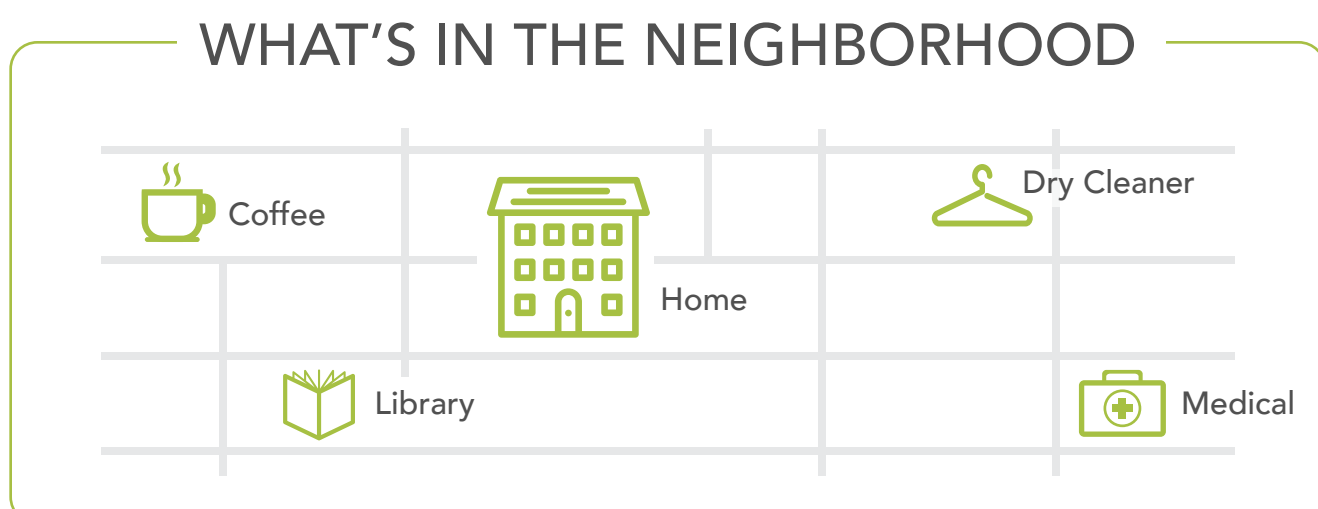 WHAT'S IN THE NEIGHBORHOOD
Coffee
Dry Cleaner
Home
Library
Medical